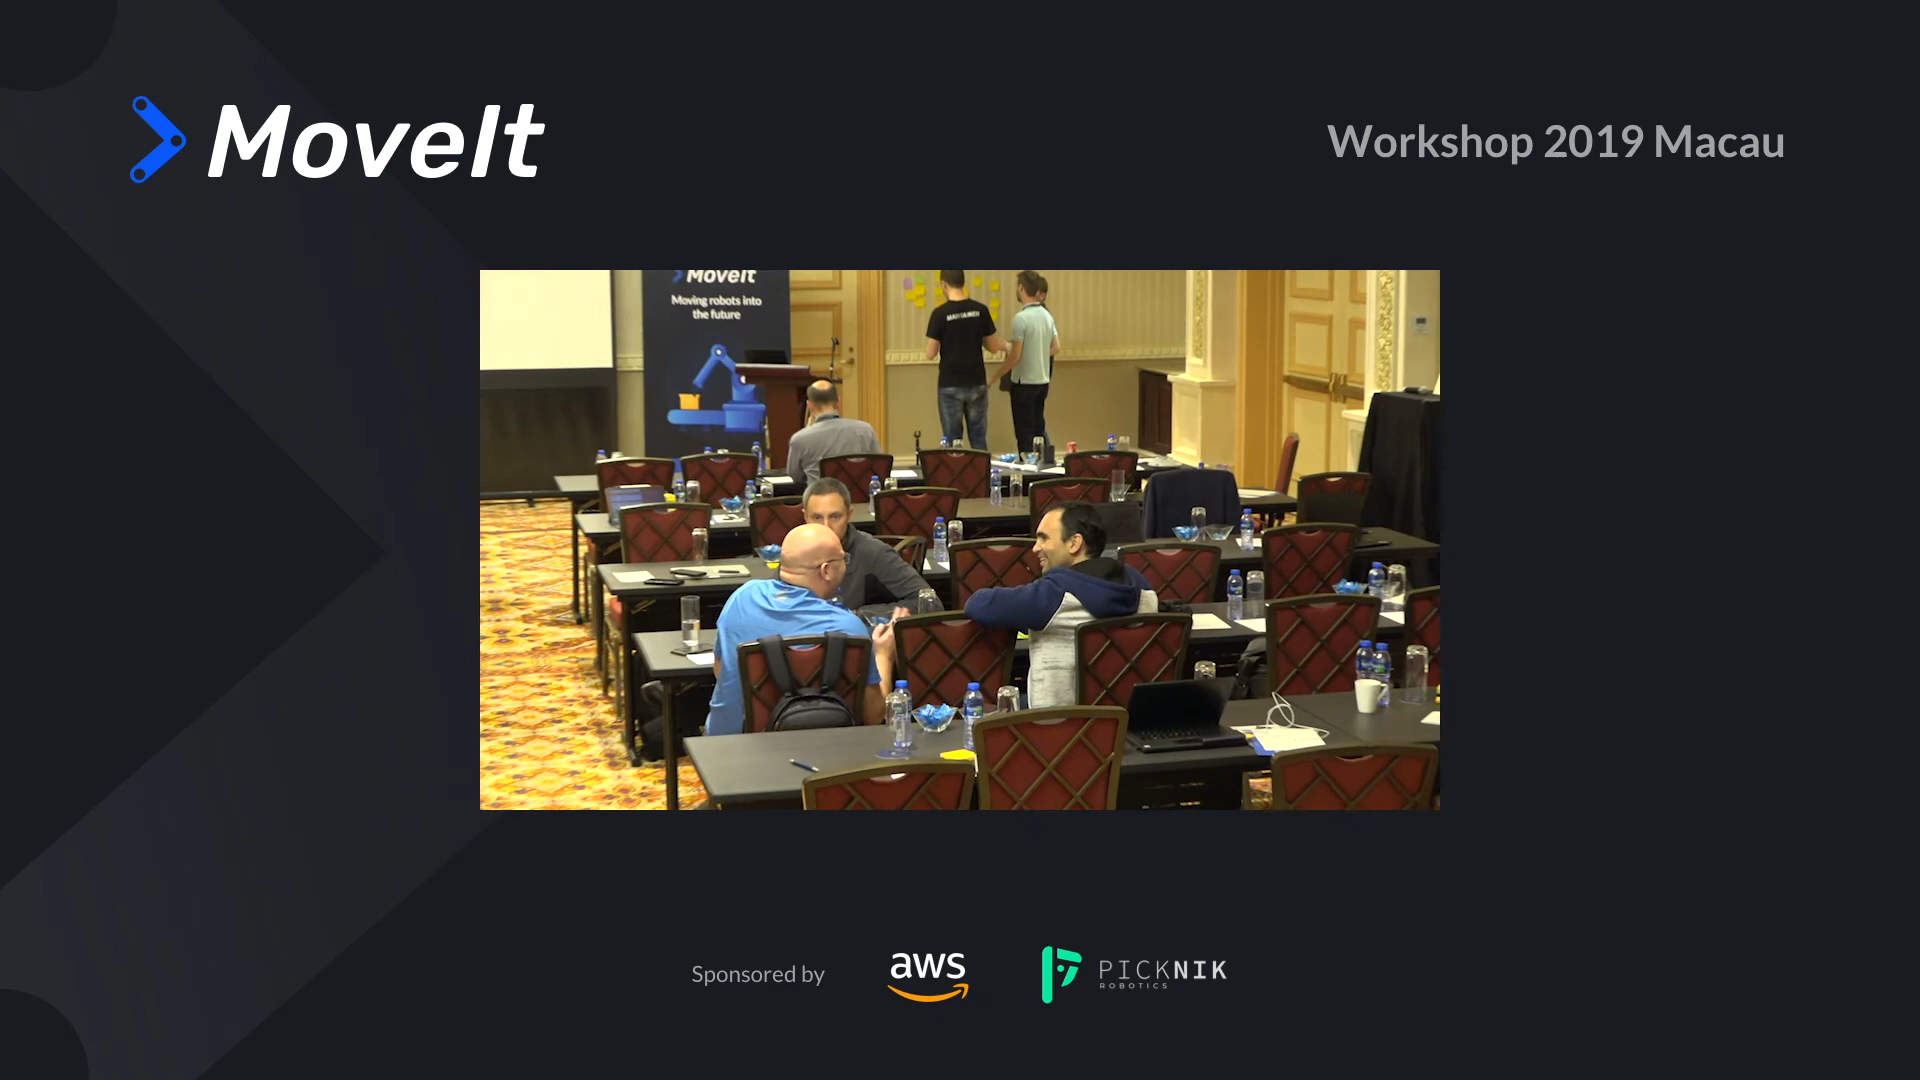 MoveIt
Workshop 2019 Macau
MoveIt
Moving robots into
the future
Sponsored by
aws
PICKNIK
ROBOTICS